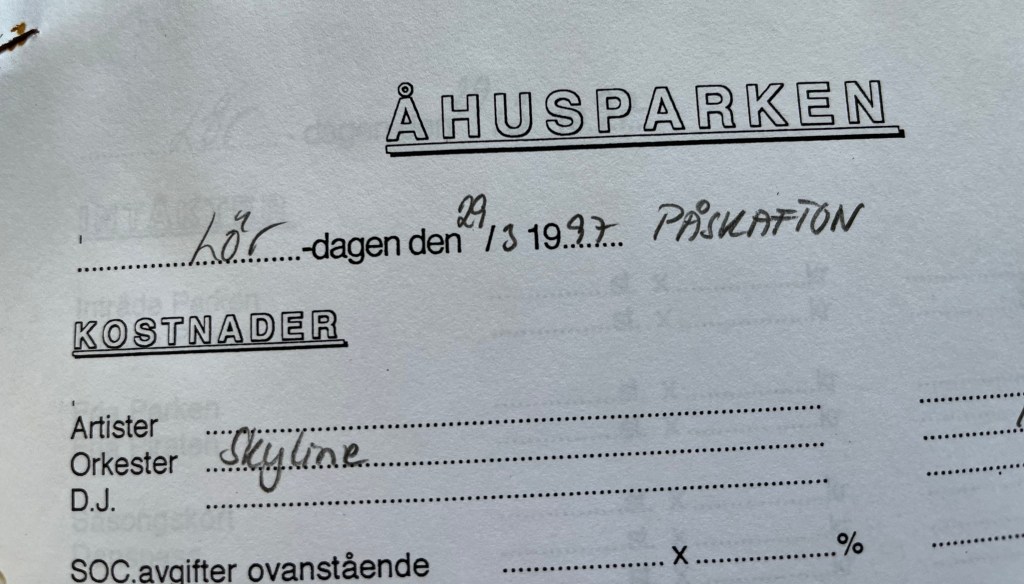 ÅHUSPARKEN
Lör-dagen den 29/3 1997 PÅSKAFTON
KOSTNADER
Artister
Orkester Skyline
D.J.
SOC.avgifter ovanstående x %